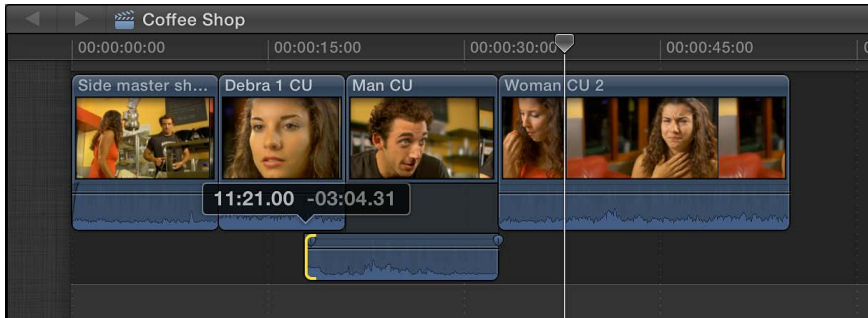 Coffee Shop
00:00:00:00 00:00:15:00 00:00:30:00 00:00:45:00
Side master sh... Debra 1 CU Man CU Woman CU 2
11:21.00 -03:04.31